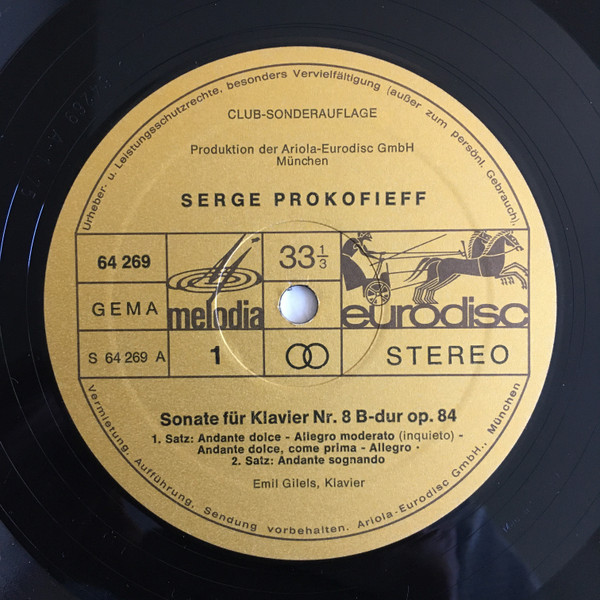 Urheber- u. Leistungsschutzrechte, besonders Vervielfältigung (außer zum persönl. Gebrauch),
CLUB-SONDERAUFLAGE
Produktion der Ariola-Eurodisc GmbH
München
SERGE PROKOFIEFF
64 269
melodia
33 1/3
eurodisc
GEMA
S 64 269 A
1
STEREO
Sonate für Klavier Nr. 8 B-dur op. 84
1. Satz: Andante dolce - Allegro moderato (inquieto) -
Andante dolce, come prima - Allegro ·
2. Satz: Andante sognando
Emil Gilels, Klavier
Vermietung, Aufführung, Sendung vorbehalten. Ariola-Eurodisc GmbH., München